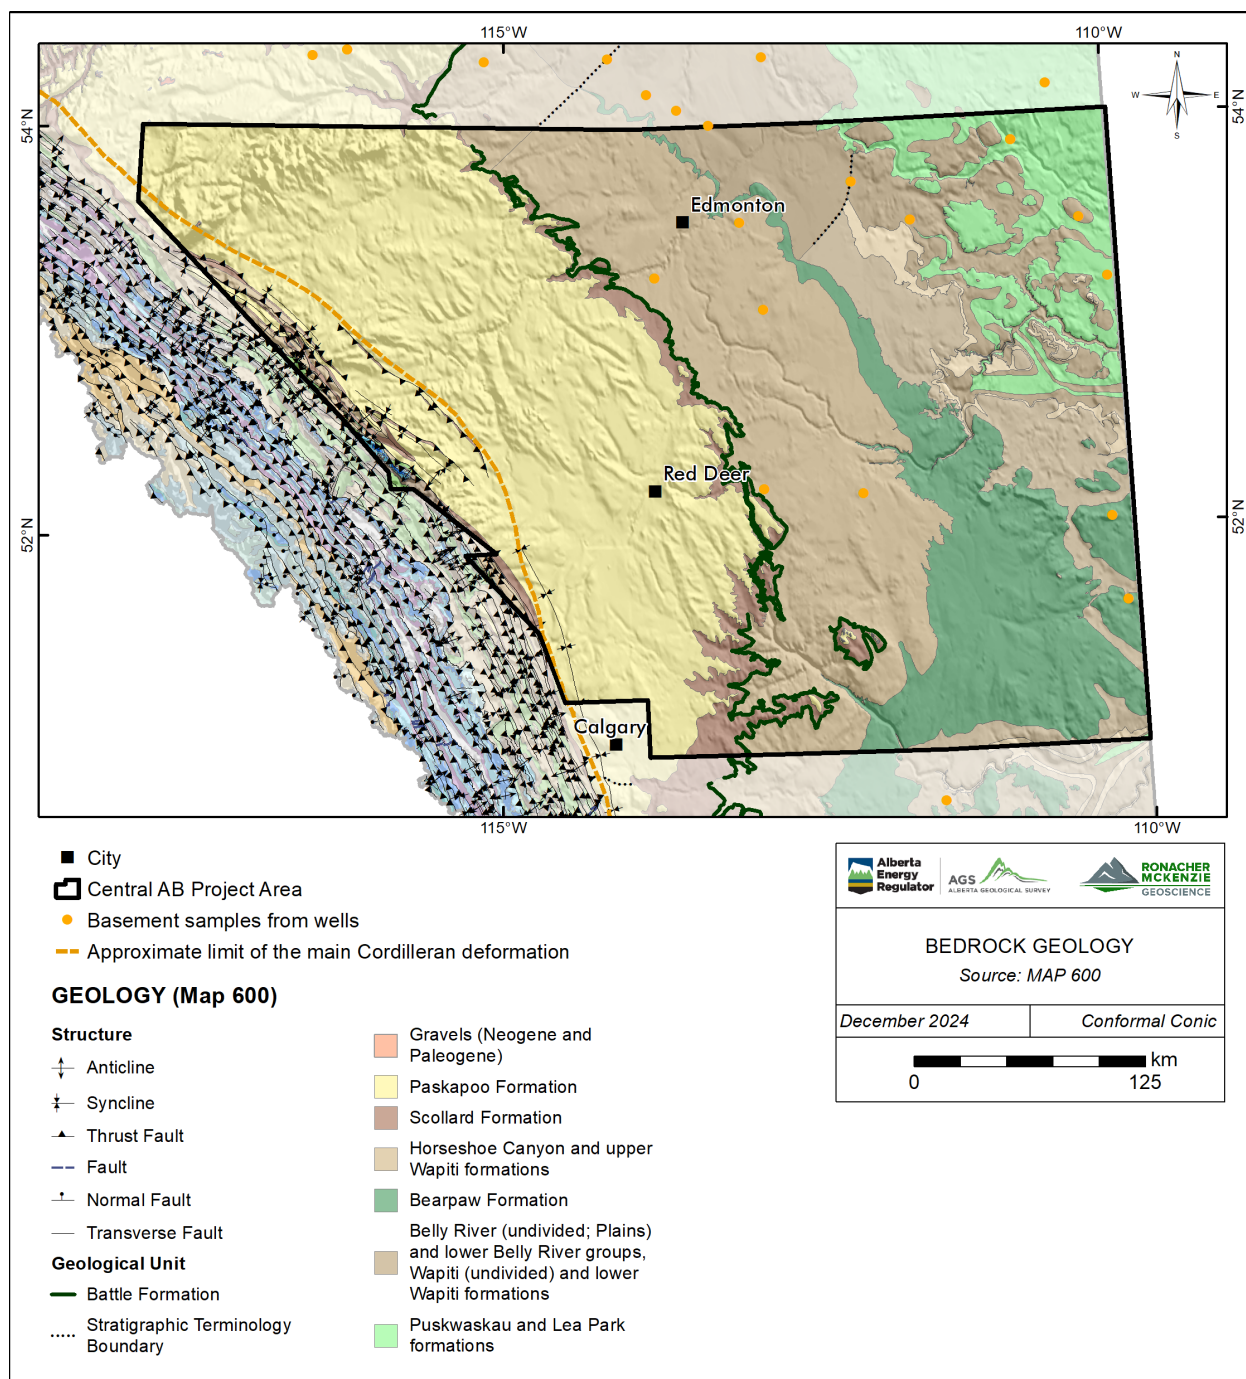 115°W
110°W
N
W
E
S
54°N
54°N
Edmonton
Red Deer
52°N
52°N
Calgary
115°W
110°W
City
Central AB Project Area
Basement samples from wells
Approximate limit of the main Cordilleran deformation
GEOLOGY (Map 600)
Structure
Anticline
Syncline
Thrust Fault
Fault
Normal Fault
Transverse Fault
Geological Unit
Battle Formation
Stratigraphic Terminology
Boundary
Gravels (Neogene and
Paleogene)
Paskapoo Formation
Scollard Formation
Horseshoe Canyon and upper
Wapiti formations
Bearpaw Formation
Belly River (undivided; Plains)
and lower Belly River groups,
Wapiti (undivided) and lower
Wapiti formations
Puskwaskau and Lea Park
formations
Alberta
Energy
Regulator
AGS
ALBERTA GEOLOGICAL SURVEY
RONACHER
MCKENZIE
GEOSCIENCE
BEDROCK GEOLOGY
Source: MAP 600
December 2024
Conformal Conic
km
0
125